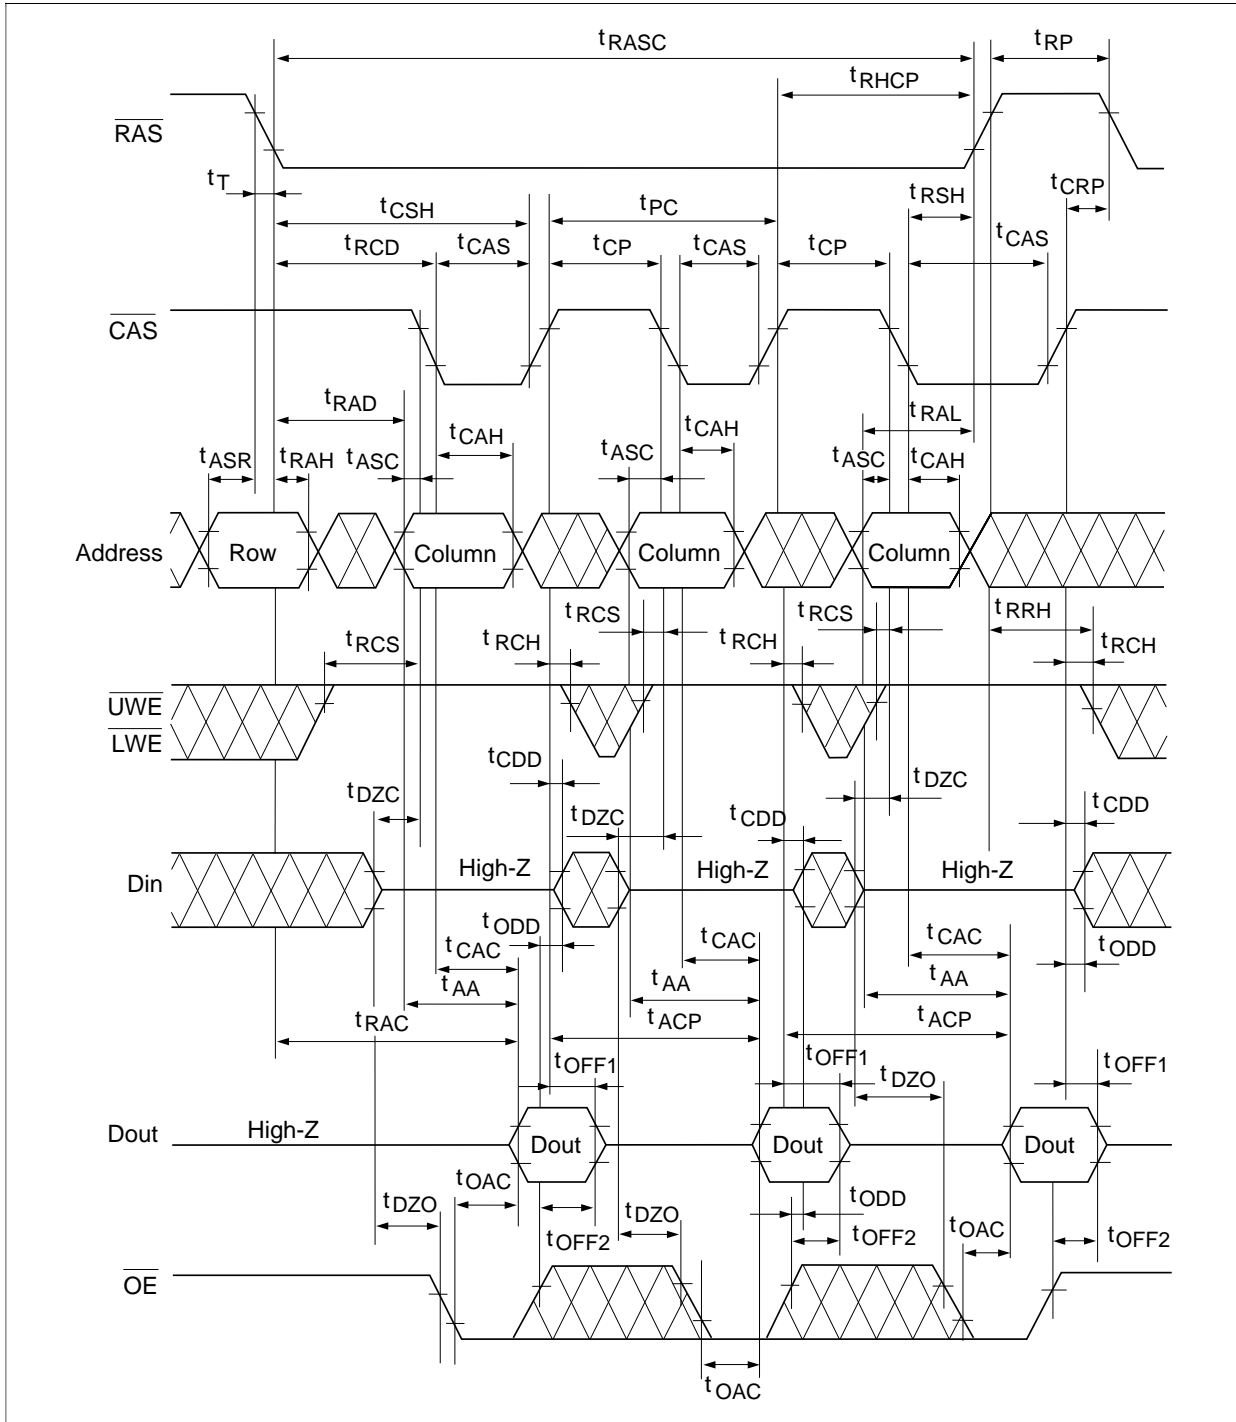 tRASC tRP
tRHCP
RAS
tT tCSH tPC tRSH tCRP
tRCD tCAS tCP tCAS tCP tCAS
CAS
tRAD tRAL
tCAH tCAH
tASR tRAH tASC tASC tASC tCAH
Address Row Column Column Column
tRCS tRCS tRRH
tRCS tRCH tRCH tRCH
UWE
LWE
tCDD
tDZC tDZC tCDD tDZC tCDD
Din High-Z High-Z High-Z
tODD
tCAC tCAC tCAC tODD
tAA tAA tAA
tRAC tACP tACP
tOFF1 tOFF1 tOFF1
tDZO
Dout High-Z Dout Dout Dout
tOAC tODD
tDZO tDZO tOAC
tOFF2 tOFF2 tOFF2
OE
tOAC